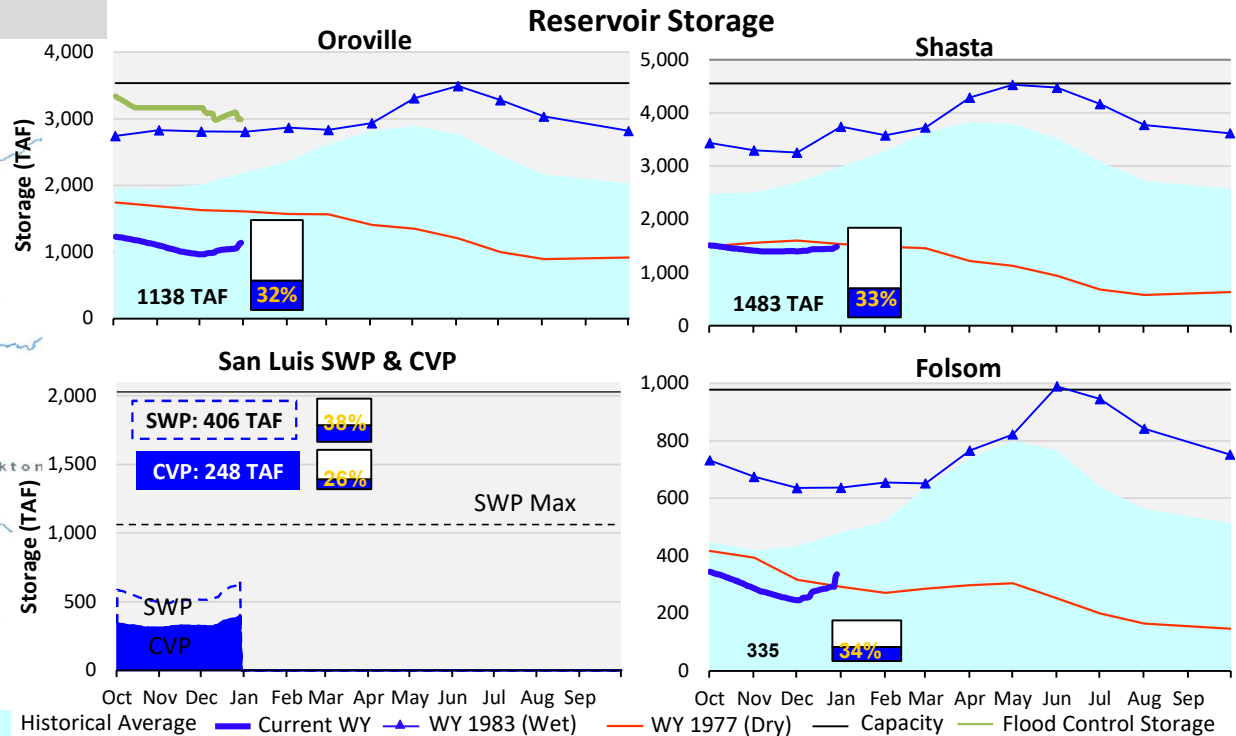 Reservoir Storage
Oroville
4,000
3,000
2,000
1,000
0
Storage (TAF)
1138 TAF
32%
Shasta
5,000
4,000
3,000
2,000
1,000
0
1483 TAF
33%
San Luis SWP & CVP
2,000
1,500
1,000
500
0
Storage (TAF)
SWP: 406 TAF
38%
CVP: 248 TAF
26%
SWP Max
SWP
CVP
Oct Nov Dec Jan Feb Mar Apr May Jun Jul Aug Sep
Folsom
1,000
800
600
400
200
0
335
34%
Oct Nov Dec Jan Feb Mar Apr May Jun Jul Aug Sep
kton
Historical Average Current WY WY 1983 (Wet) WY 1977 (Dry) Capacity Flood Control Storage